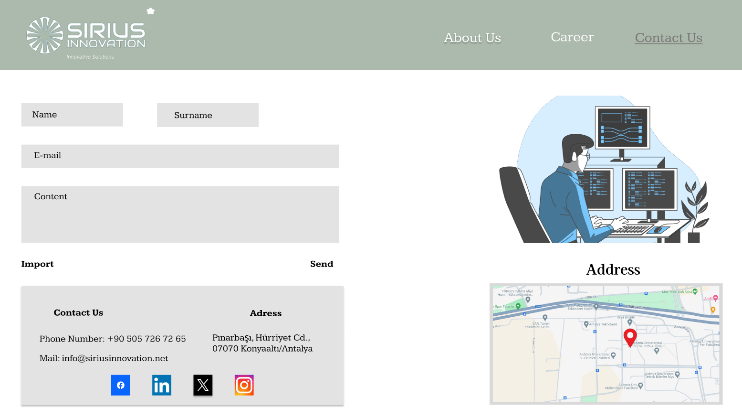 SIRIUS
INNOVATION
Innovative Solutions
About Us
Career
Contact Us
Name
Surname
E-mail
Content
Import
Send
Address
Contact Us
Adress
Phone Number: +90 505 726 72 65
Pınarbaşı, Hürriyet Cd.,
07070 Konyaaltı/Antalya
Mail: info@siriusinnovation.net